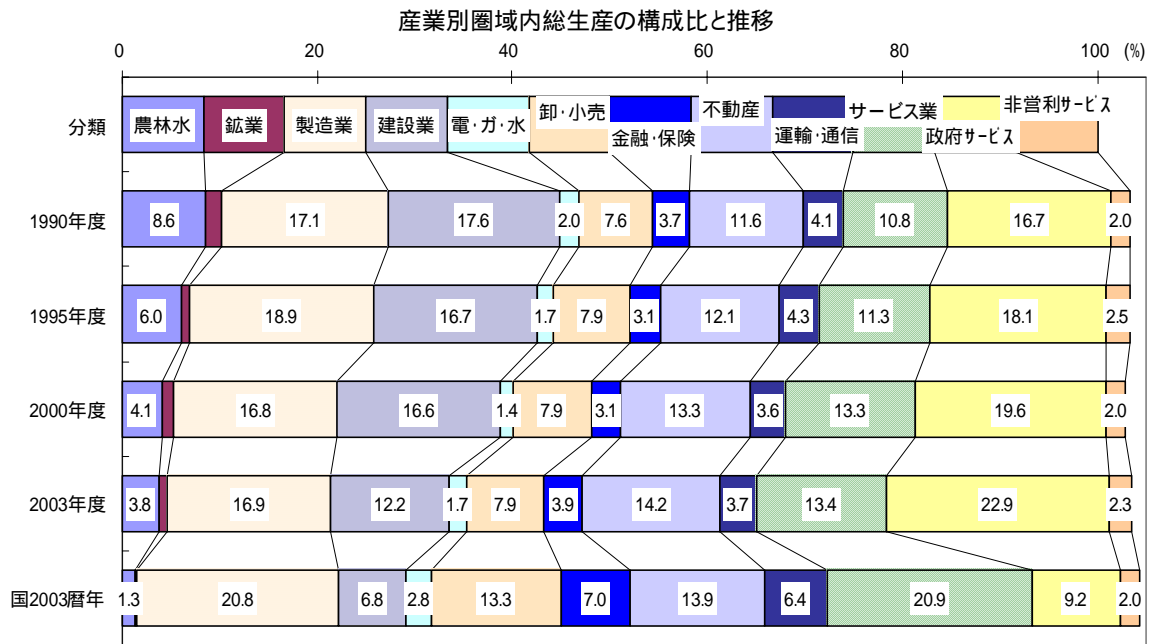 産業別圏域内総生産の構成比と推移
0 20 40 60 80 100 (%)
分類 農林水 鉱業 製造業 建設業 電・ガ・水 卸・小売 金融・保険 不動産 運輸・通信 サービス業 政府サービス 非営利サービス
1990年度 8.6 17.1 17.6 2.0 7.6 3.7 11.6 4.1 10.8 16.7 2.0
1995年度 6.0 18.9 16.7 1.7 7.9 3.1 12.1 4.3 11.3 18.1 2.5
2000年度 4.1 16.8 16.6 1.4 7.9 3.1 13.3 3.6 13.3 19.6 2.0
2003年度 3.8 16.9 12.2 1.7 7.9 3.9 14.2 3.7 13.4 22.9 2.3
国2003暦年 1.3 20.8 6.8 2.8 13.3 7.0 13.9 6.4 20.9 9.2 2.0